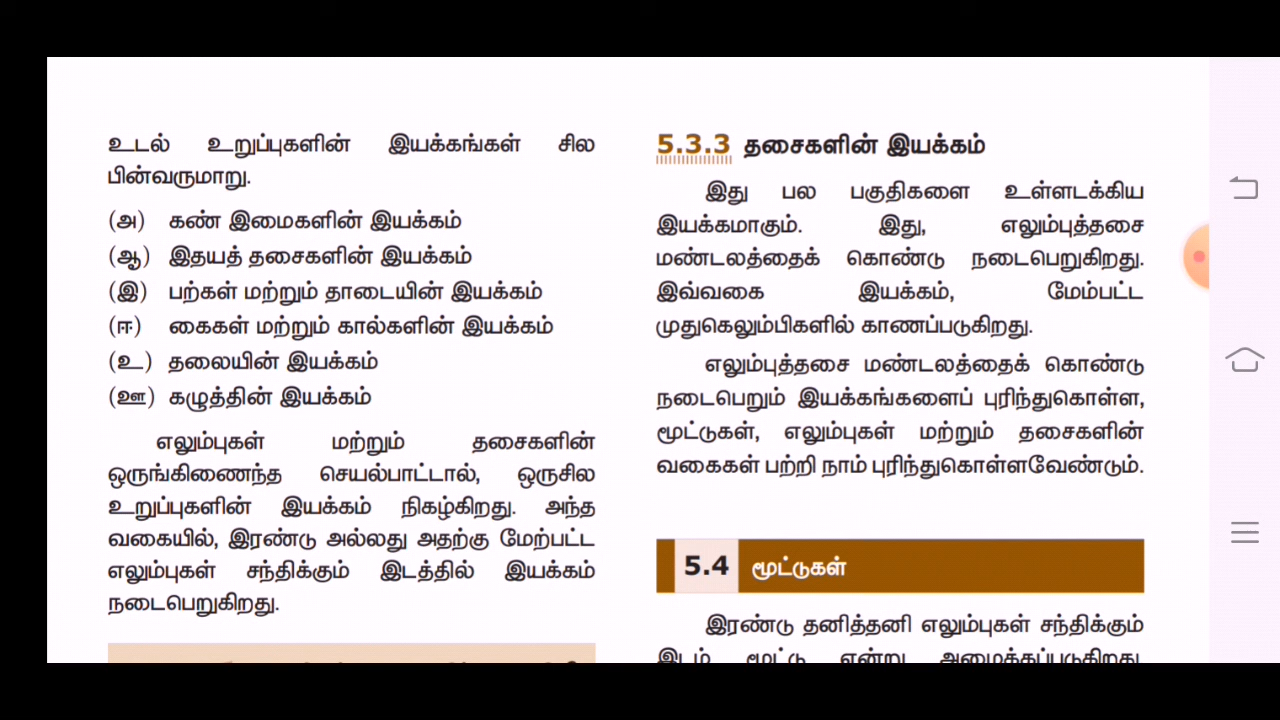 உடல் உறுப்புகளின் இயக்கங்கள் சில
பின்வருமாறு.
(அ) கண் இமைகளின் இயக்கம்
(ஆ) இதயத் தசைகளின் இயக்கம்
(இ) பற்கள் மற்றும் தாடையின் இயக்கம்
(ஈ) கைகள் மற்றும் கால்களின் இயக்கம்
(உ) தலையின் இயக்கம்
(ஊ) கழுத்தின் இயக்கம்
எலும்புகள் மற்றும் தசைகளின்
ஒருங்கிணைந்த செயல்பாட்டால், ஒருசில
உறுப்புகளின் இயக்கம் நிகழ்கிறது. அந்த
வகையில், இரண்டு அல்லது அதற்கு மேற்பட்ட
எலும்புகள் சந்திக்கும் இடத்தில் இயக்கம்
நடைபெறுகிறது.
5.3.3 தசைகளின் இயக்கம்
இது பல பகுதிகளை உள்ளடக்கிய
இயக்கமாகும். இது, எலும்புத்தசை
மண்டலத்தைக் கொண்டு நடைபெறுகிறது.
இவ்வகை இயக்கம், மேம்பட்ட
முதுகெலும்பிகளில் காணப்படுகிறது.
எலும்புத்தசை மண்டலத்தைக் கொண்டு
நடைபெறும் இயக்கங்களைப் புரிந்துகொள்ள,
மூட்டுகள், எலும்புகள் மற்றும் தசைகளின்
வகைகள் பற்றி நாம் புரிந்துகொள்ளவேண்டும்.
5.4 மூட்டுகள்
இரண்டு தனித்தனி எலும்புகள் சந்திக்கும்
இடம் மூட்டு என்று அழைக்கப்படுகிறது.